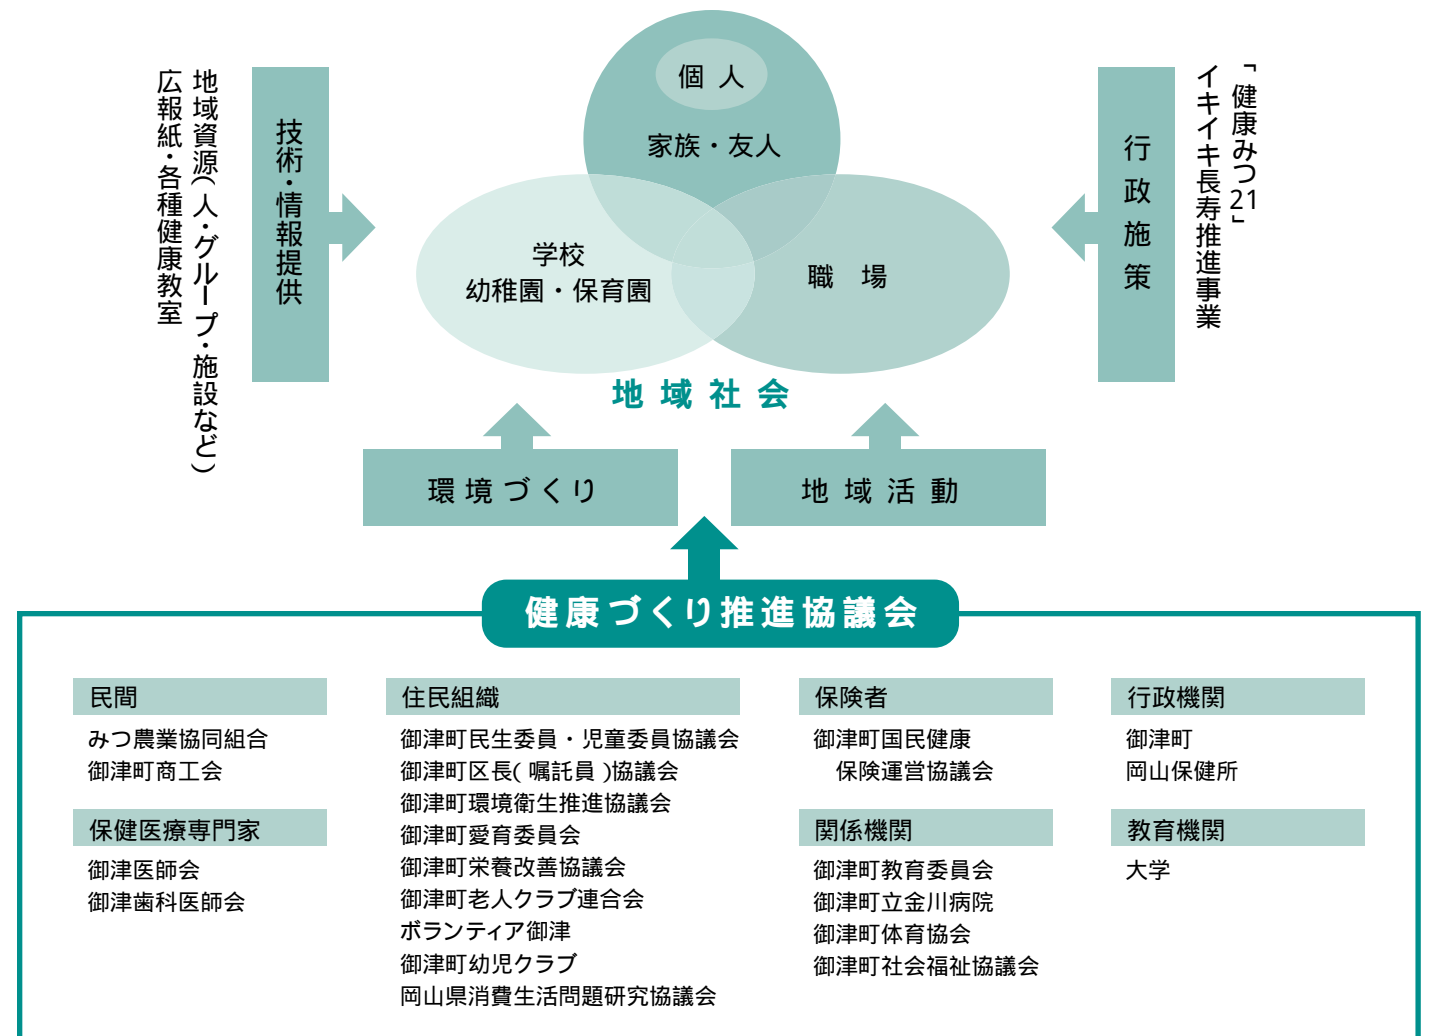 個 人
家族・友人
学校
幼稚園・保育園
職 場
地域社会
技術・情報提供
地域資源(人・グループ・施設など)
広報紙・各種健康教室
行政施策
「健康みつ21」
イキイキ長寿推進事業
環境づくり
地域活動
健康づくり推進協議会
民間
みつ農業協同組合
御津町商工会
保健医療専門家
御津医師会
御津歯科医師会
住民組織
御津町民生委員・児童委員協議会
御津町区長(嘱託員)協議会
御津町環境衛生推進協議会
御津町愛育委員会
御津町栄養改善協議会
御津町老人クラブ連合会
ボランティア御津
御津町幼児クラブ
岡山県消費生活問題研究協議会
保険者
御津町国民健康
保険運営協議会
関係機関
御津町教育委員会
御津町立金川病院
御津町体育協会
御津町社会福祉協議会
行政機関
御津町
岡山保健所
教育機関
大学